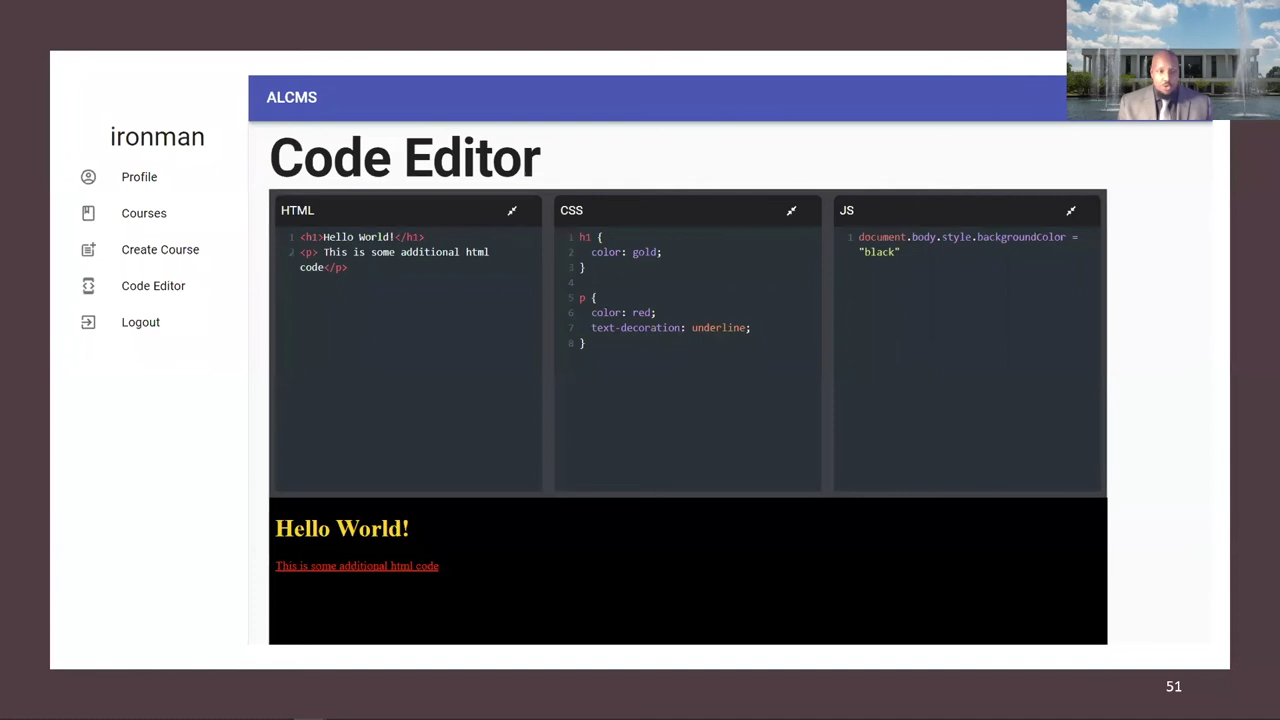 ALCMS
ironman
Profile
Courses
Create Course
Code Editor
Logout
Code Editor
HTML
1 <h1>Hello World!</h1>
2 <p> This is some additional html
code</p>
CSS
1 h1 {
2 color: gold;
3 }
4
5 p {
6 color: red;
7 text-decoration: underline;
8 }
JS
1 document.body.style.backgroundColor =
"black"
Hello World!
This is some additional html code
51